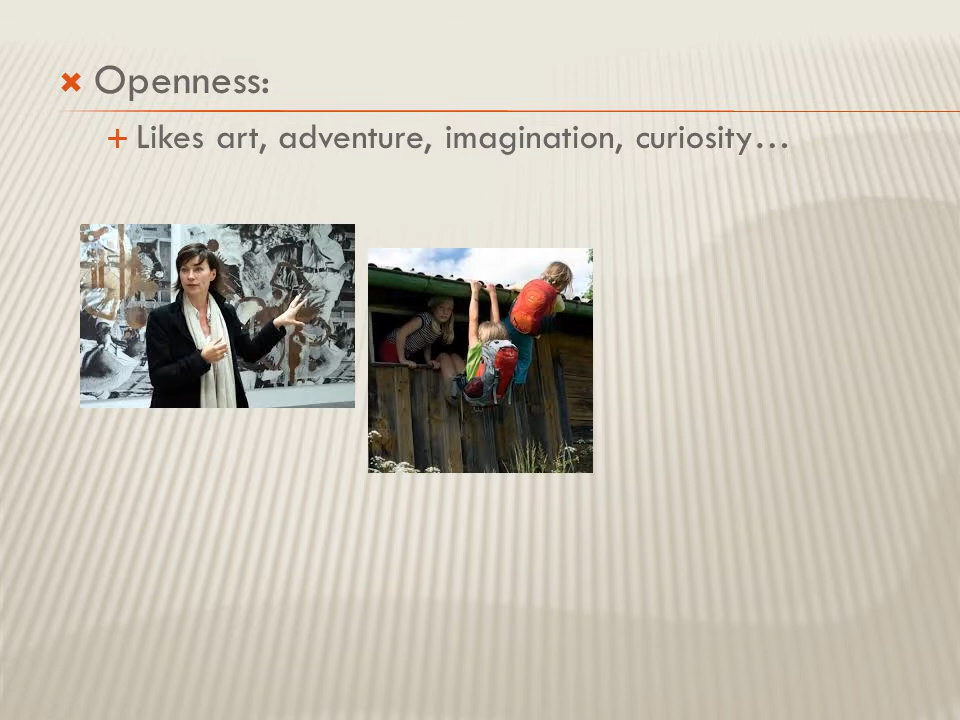 Openness:
Likes art, adventure, imagination, curiosity…